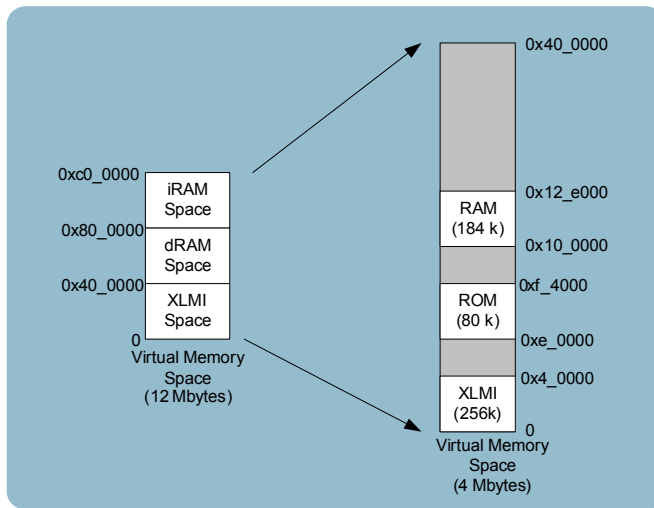 0xc0_0000
iRAM
Space
0x80_0000
dRAM
Space
0x40_0000
XLMI
Space
0
Virtual Memory
Space
(12 Mbytes)
0x40_0000
0x12_e000
RAM
(184 k)
0x10_0000
0xf_4000
ROM
(80 k)
0xe_0000
0x4_0000
XLMI
(256k)
0
Virtual Memory
Space
(4 Mbytes)